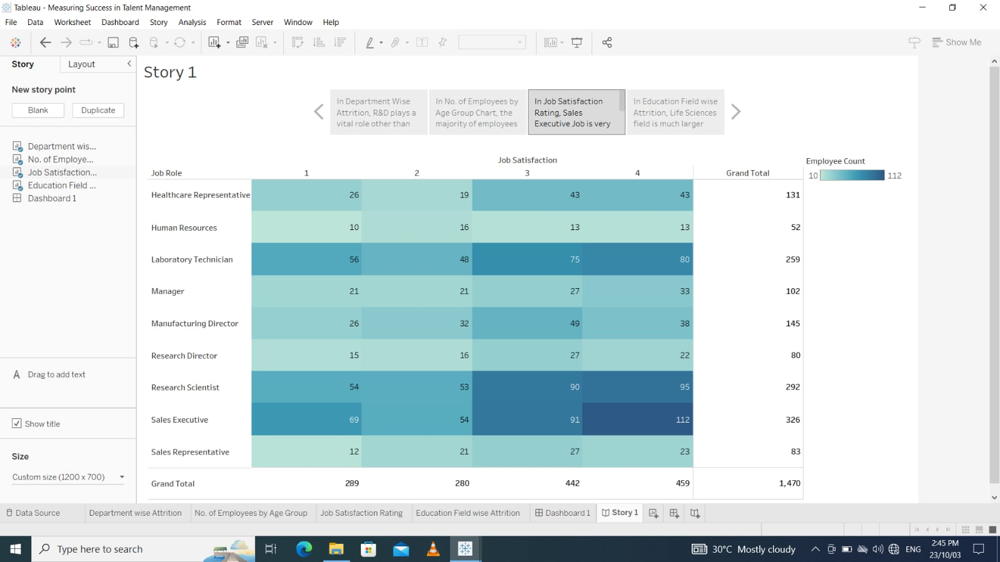 Tableau - Measuring Success in Talent Management
File Data Worksheet Dashboard Story Analysis Format Server Window Help
Show Me
Story Layout
New story point
Blank Duplicate
Department wis...
No. of Employe...
Job Satisfaction...
Education Field ...
Dashboard 1
A Drag to add text
Show title
Size
Custom size (1200 x 700)
Story 1
In Department Wise
Attrition, R&D plays a
vital role other than
In No. of Employees by
Age Group Chart, the
majority of employees
In Job Satisfaction
Rating, Sales
Executive Job is very
In Education Field wise
Attrition, Life Sciences
field is much larger
Job Satisfaction
Job Role 1 2 3 4 Grand Total
Healthcare Representative 26 19 43 43 131
Human Resources 10 16 13 13 52
Laboratory Technician 56 48 75 80 259
Manager 21 21 27 33 102
Manufacturing Director 26 32 49 38 145
Research Director 15 16 27 22 80
Research Scientist 54 53 90 95 292
Sales Executive 69 54 91 112 326
Sales Representative 12 21 27 23 83
Grand Total 289 280 442 459 1,470
Employee Count
10 112
Data Source Department wise Attrition No. of Employees by Age Group Job Satisfaction Rating Education Field wise Attrition Dashboard 1 Story 1
Type here to search
30°C Mostly cloudy
ENG
2:45 PM
23/10/03